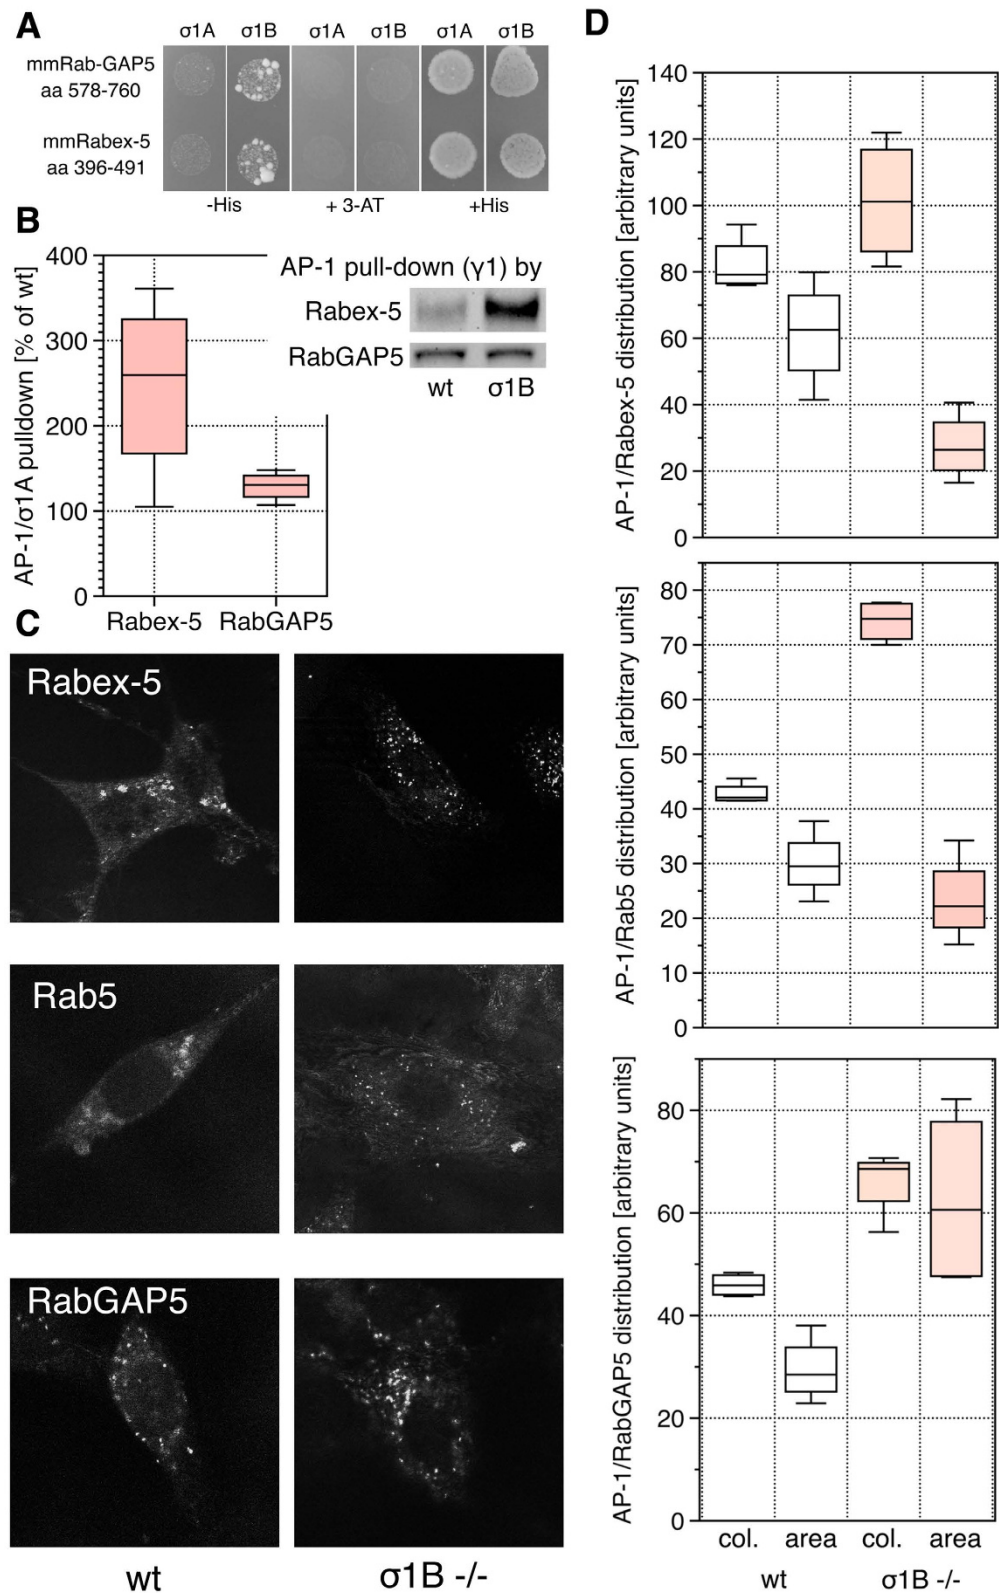 A
σ1A σ1B σ1A σ1B σ1A σ1B
mmRab-GAP5
aa 578-760
mmRabex-5
aa 396-491
-His + 3-AT +His
B
AP-1/σ1A pulldown [% of wt]
400
300
200
100
0
Rabex-5 RabGAP5
AP-1 pull-down (γ1) by
Rabex-5
RabGAP5
wt σ1B
C
Rabex-5
Rab5
RabGAP5
wt σ1B -/-
D
AP-1/Rabex-5 distribution [arbitrary units]
140
120
100
80
60
40
20
0
AP-1/Rab5 distribution [arbitrary units]
80
70
60
50
40
30
20
10
0
AP-1/RabGAP5 distribution [arbitrary units]
80
60
40
20
0
col. area col. area
wt σ1B -/-